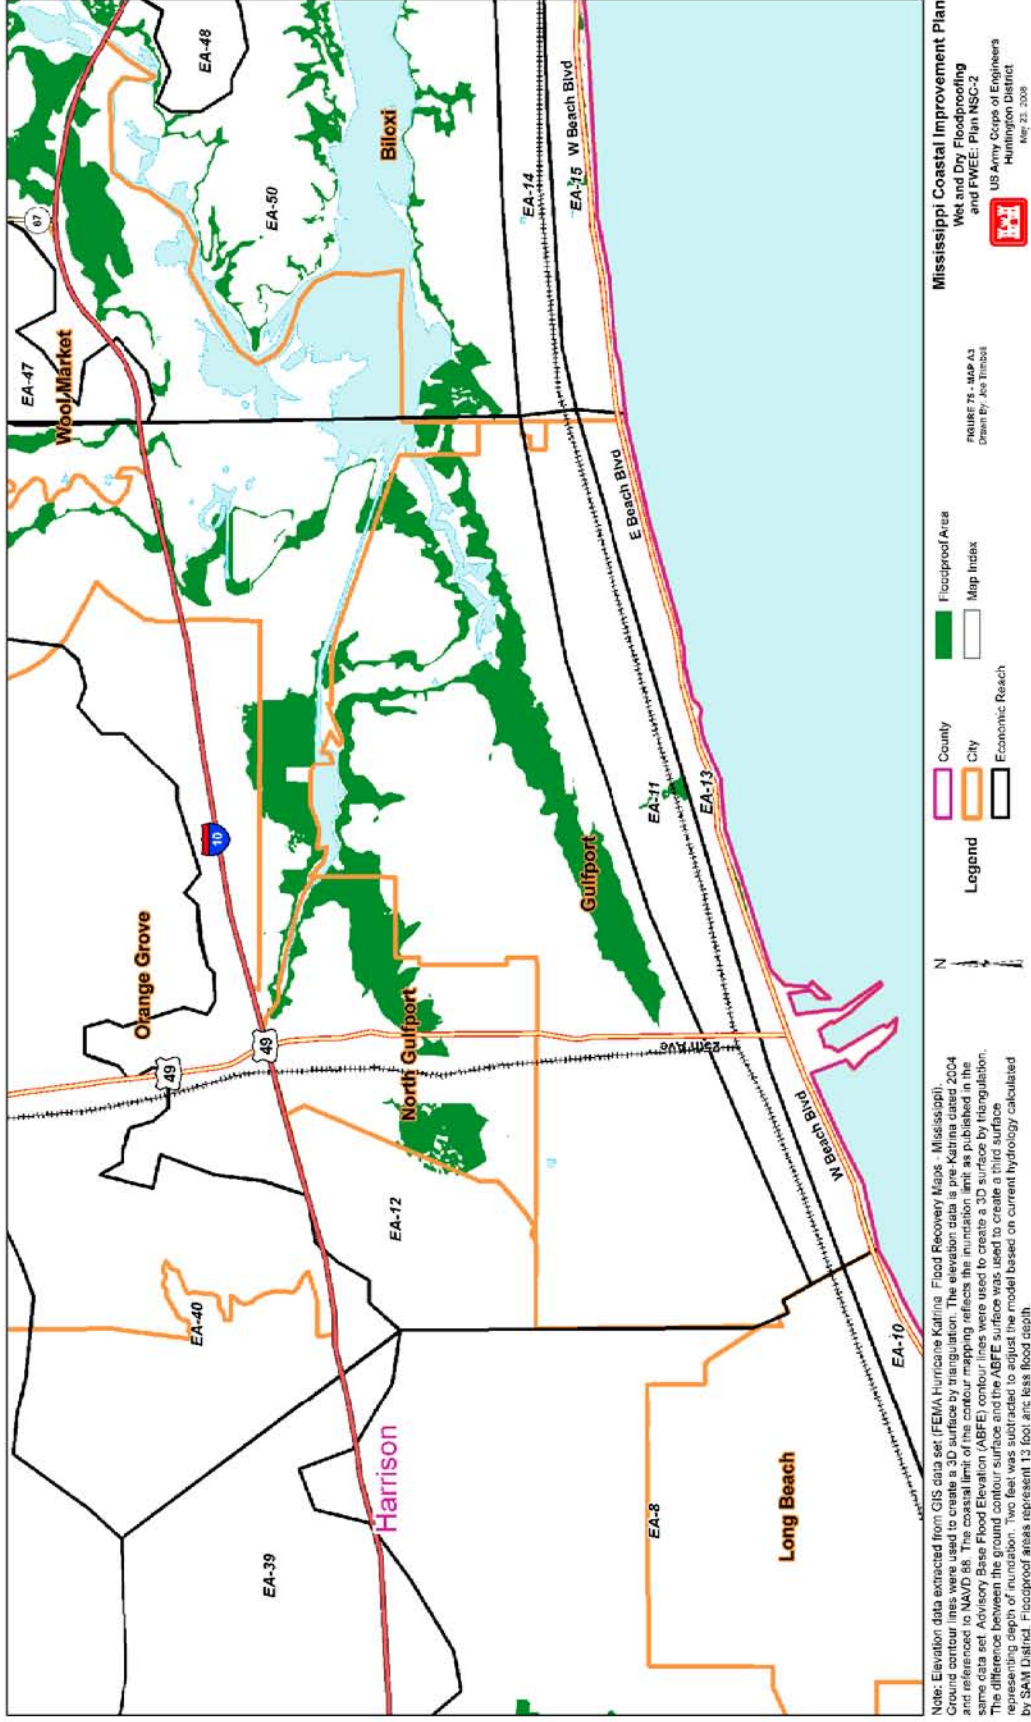 EA-48
EA-50
Biloxi
EA-14
EA-15
W Beach Blvd
67
EA-47
Wool Market
E Beach Blvd
10
Orange Grove
49
49
North Gulfport
Gulfport
EA-11
EA-13
25th Ave
W Beach Blvd
EA-12
EA-40
EA-10
Harrison
EA-39
EA-8
Long Beach
Note: Elevation data extracted from GIS data set (FEMA Hurricane Katrina Flood Recovery Maps - Mississippi).
Ground contour lines were used to create a 3D surface by triangulation. The elevation data is pre-Katrina dated 2004
and referenced to NAVD 88. The coastal limit of the contour mapping reflects the inundation limit as published in the
same data set. Advisory Base Flood Elevation (ABFE) contour lines were used to create a 3D surface by triangulation.
The difference between the ground contour surface and the ABFE surface was used to create a third surface
representing depth of inundation. Two feet was subtracted to adjust the model based on current hydrology calculated
by SAM District. Floodproof areas represent 13 foot and less flood depth
N
Legend
County
City
Economic Reach
Floodproof Area
Map Index
FIGURE 75 - MAP A3
Drawn By: Joe Trimboli
Mississippi Coastal Improvement Plan
Wet and Dry Floodproofing
and FWEE: Plan NSC-2
US Army Corps of Engineers
Huntington District
May 23, 2008